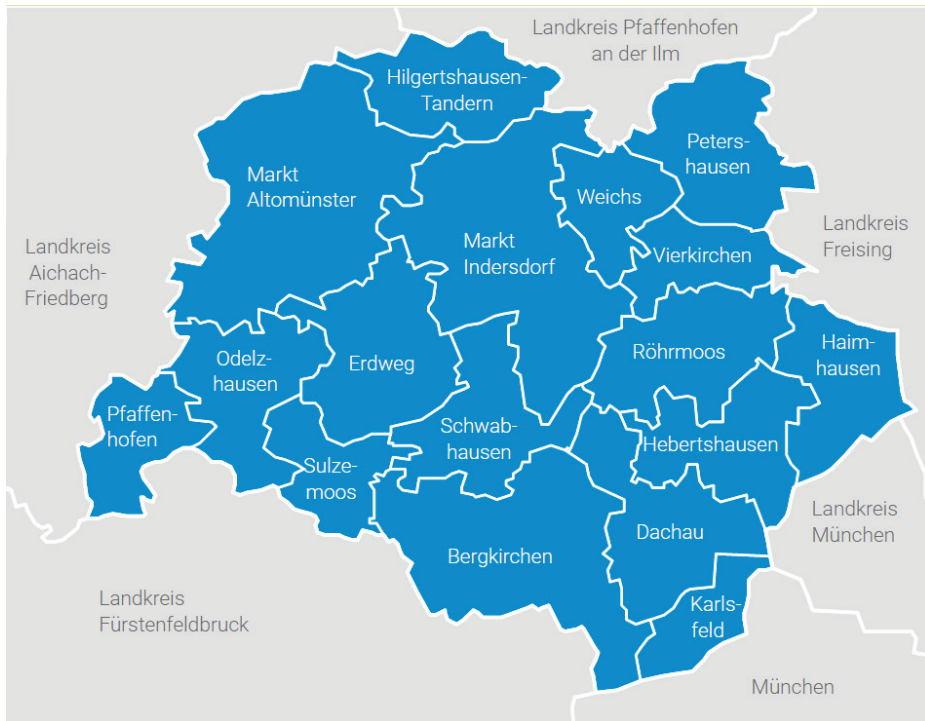 Landkreis Pfaffenhofen
an der Ilm
Hilgertshausen-
Tandern
Peters-
hausen
Markt
Altomünster
Weichs
Landkreis
Freising
Landkreis
Aichach-
Friedberg
Markt
Indersdorf
Vierkirchen
Odelz-
hausen
Erdweg
Röhrmoos
Haim-
hausen
Pfaffen-
hofen
Schwab-
hausen
Hebertshausen
Sulze-
moos
Landkreis
München
Bergkirchen
Dachau
Landkreis
Fürstenfeldbruck
Karls-
feld
München